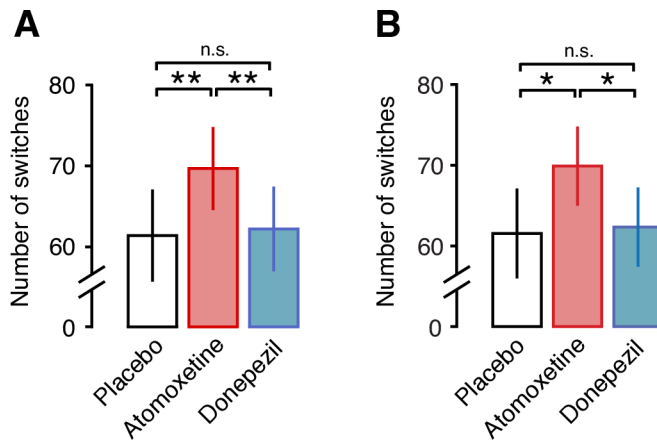 A
n.s.
** **
80
70
60
0
Number of switches
Placebo
Atomoxetine
Donepezil
B
n.s.
* *
80
70
60
0
Number of switches
Placebo
Atomoxetine
Donepezil